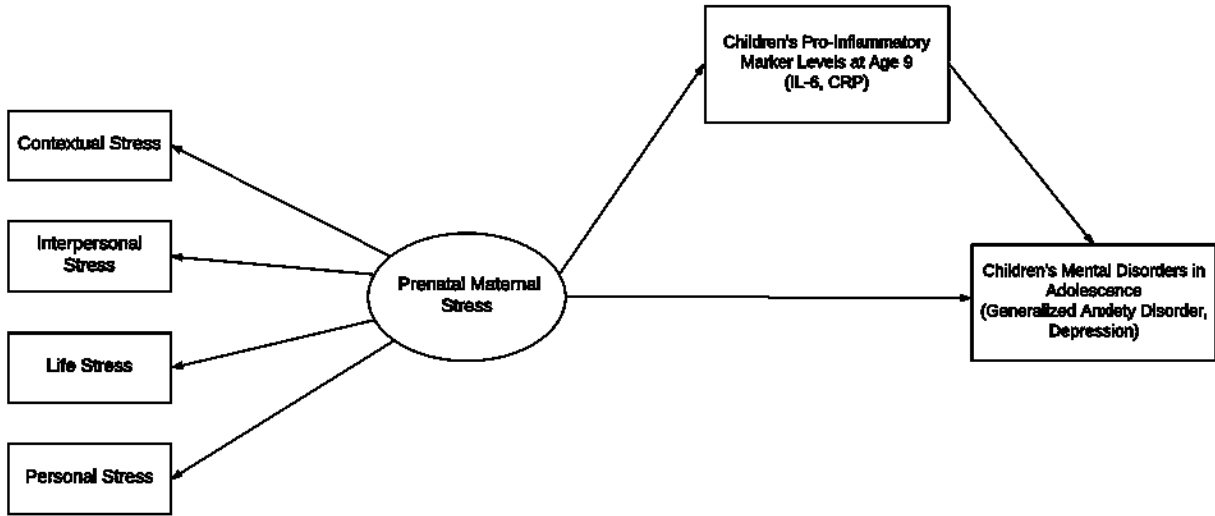 Children's Pro-Inflammatory
Marker Levels at Age 9
(IL-6, CRP)
Contextual Stress
Interpersonal
Stress
Prenatal Maternal
Stress
Children's Mental Disorders in
Adolescence
(Generalized Anxiety Disorder,
Depression)
Life Stress
Personal Stress